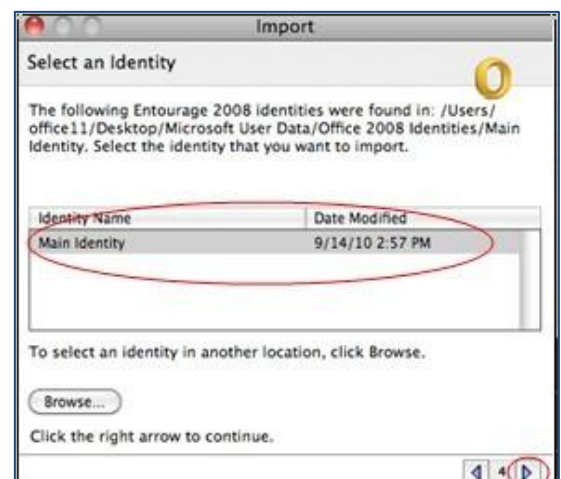 Import
Select an Identity
The following Entourage 2008 identities were found in: /Users/
office11/Desktop/Microsoft User Data/Office 2008 Identities/Main
Identity. Select the identity that you want to import.
Identity Name Date Modified
Main Identity 9/14/10 2:57 PM
To select an identity in another location, click Browse.
Browse...
Click the right arrow to continue.
4